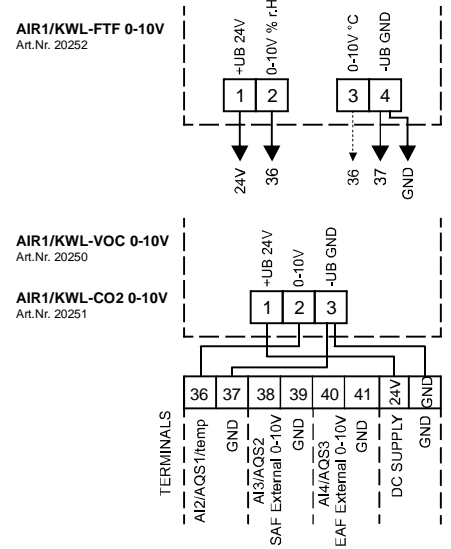 AIR1/KWL-FTF 0-10V
Art.Nr. 20252
+UB 24V
0-10V % r.H
0-10V °C
-UB GND
1 2 3 4
24V
36
36
37
GND
AIR1/KWL-VOC 0-10V
Art.Nr. 20250
AIR1/KWL-CO2 0-10V
Art.Nr. 20251
+UB 24V
0-10V
-UB GND
1 2 3
36 37 38 39 40 41 24V GND
TERMINALS
AI2/AQS1/temp
GND
AI3/AQS2
SAF External 0-10V
GND
AI4/AQS3
EAF External 0-10V
GND
DC SUPPLY
GND